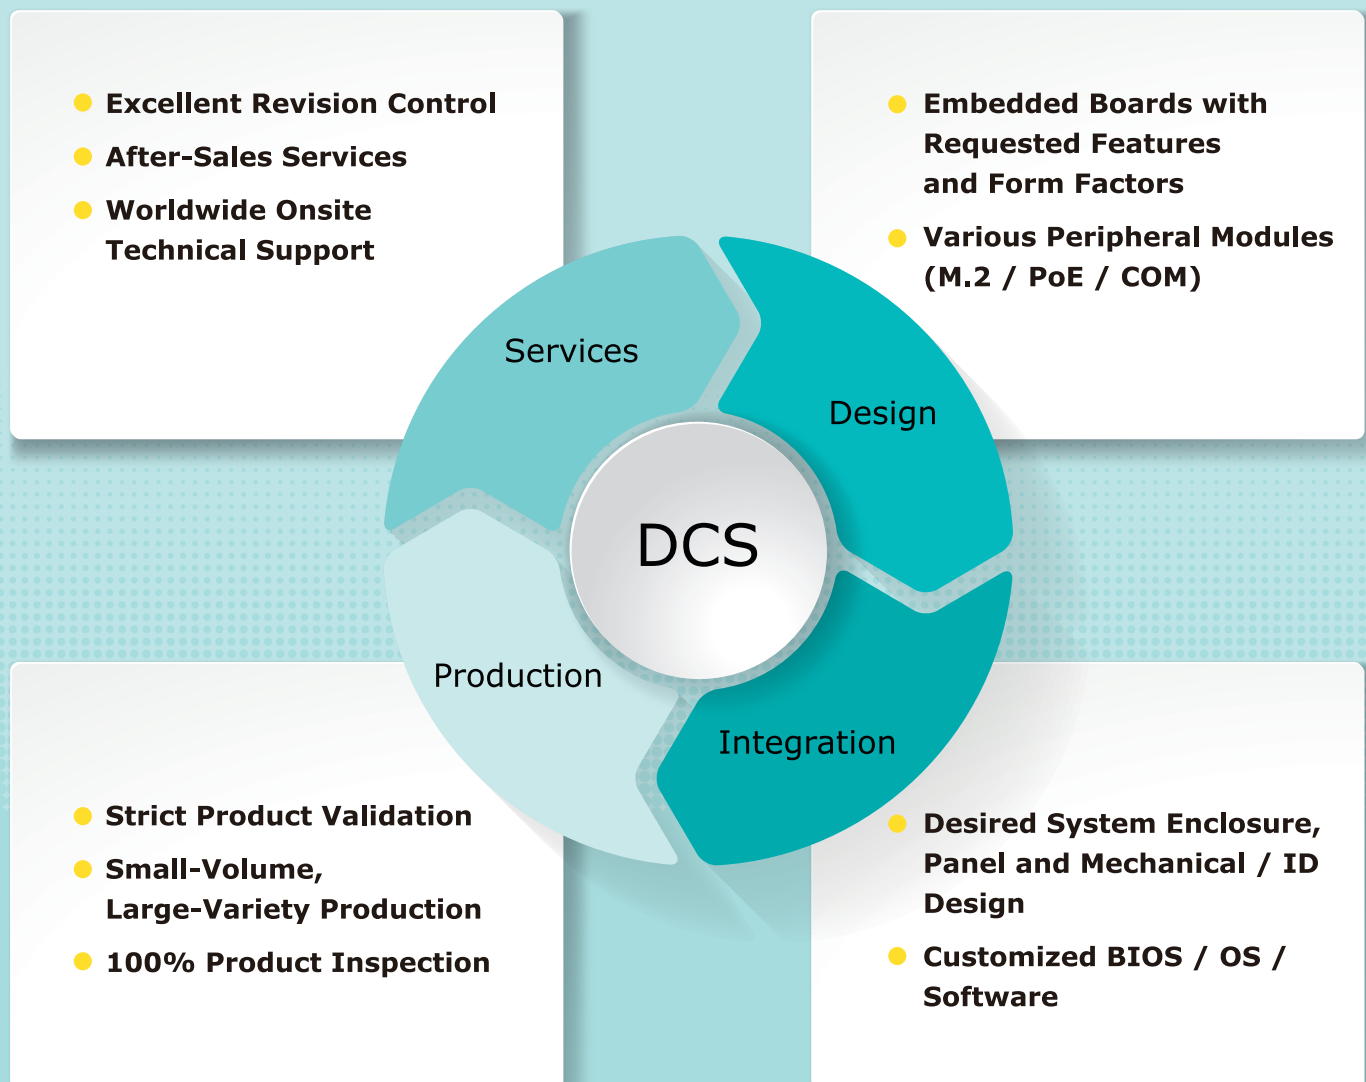 Excellent Revision Control
After-Sales Services
Worldwide Onsite
Technical Support
Embedded Boards with
Requested Features
and Form Factors
Various Peripheral Modules
(M.2 / PoE / COM)
Services
Design
DCS
Production
Integration
Strict Product Validation
Small-Volume,
Large-Variety Production
100% Product Inspection
Desired System Enclosure,
Panel and Mechanical / ID
Design
Customized BIOS / OS /
Software